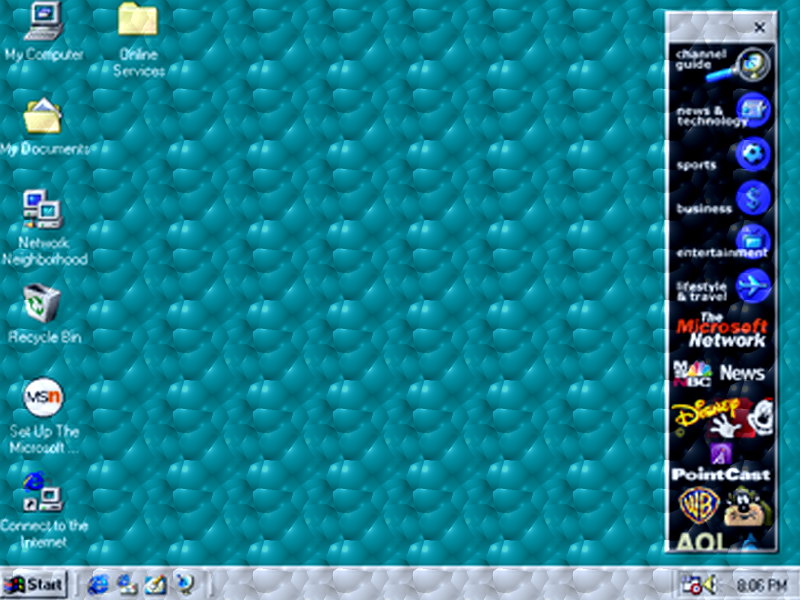 My Computer
Online
Services
My Documents
Network
Neighborhood
Recycle Bin
msn
Set Up The
Microsoft ...
Connect to the
Internet
channel
guide
news &
technology
sports
business
entertainment
lifestyle
& travel
The
Microsoft
Network
MSNBC News
Disney
PointCast
WB
AOL
Start
8:06 PM